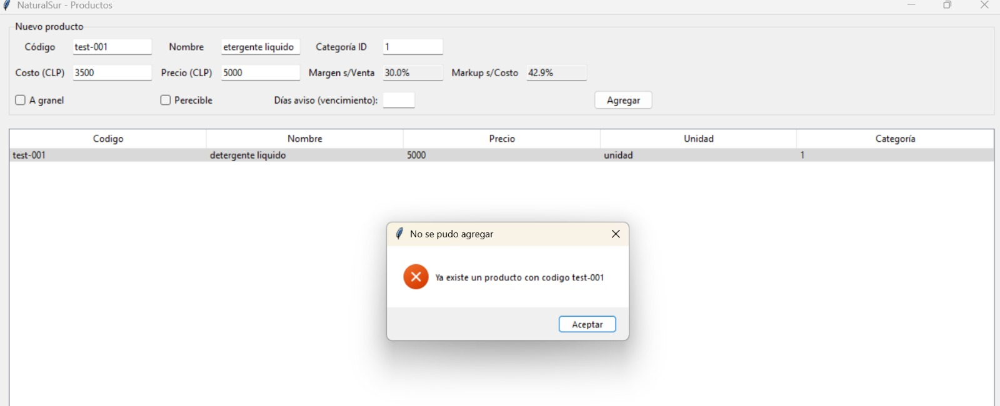 NaturalSur - Productos
Nuevo producto
Código test-001 Nombre etergente liquido Categoría ID 1
Costo (CLP) 3500 Precio (CLP) 5000 Margen s/Venta 30.0% Markup s/Costo 42.9%
A granel Perecible Días aviso (vencimiento): Agregar
Codigo Nombre Precio Unidad Categoría
test-001 detergente liquido 5000 unidad 1
No se pudo agregar
Ya existe un producto con codigo test-001
Aceptar